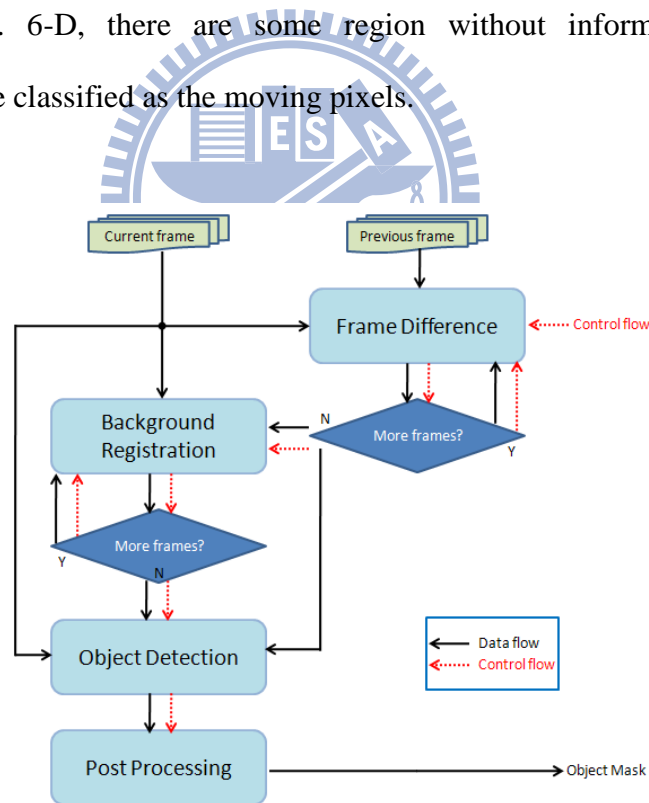 . 6-D, there are some region without inform
e classified as the moving pixels.
E S A
8
Current frame
Previous frame
Frame Difference
Control flow
N
More frames?
Y
Background
Registration
More frames?
Y
N
Object Detection
Data flow
Control flow
Post Processing
Object Mask